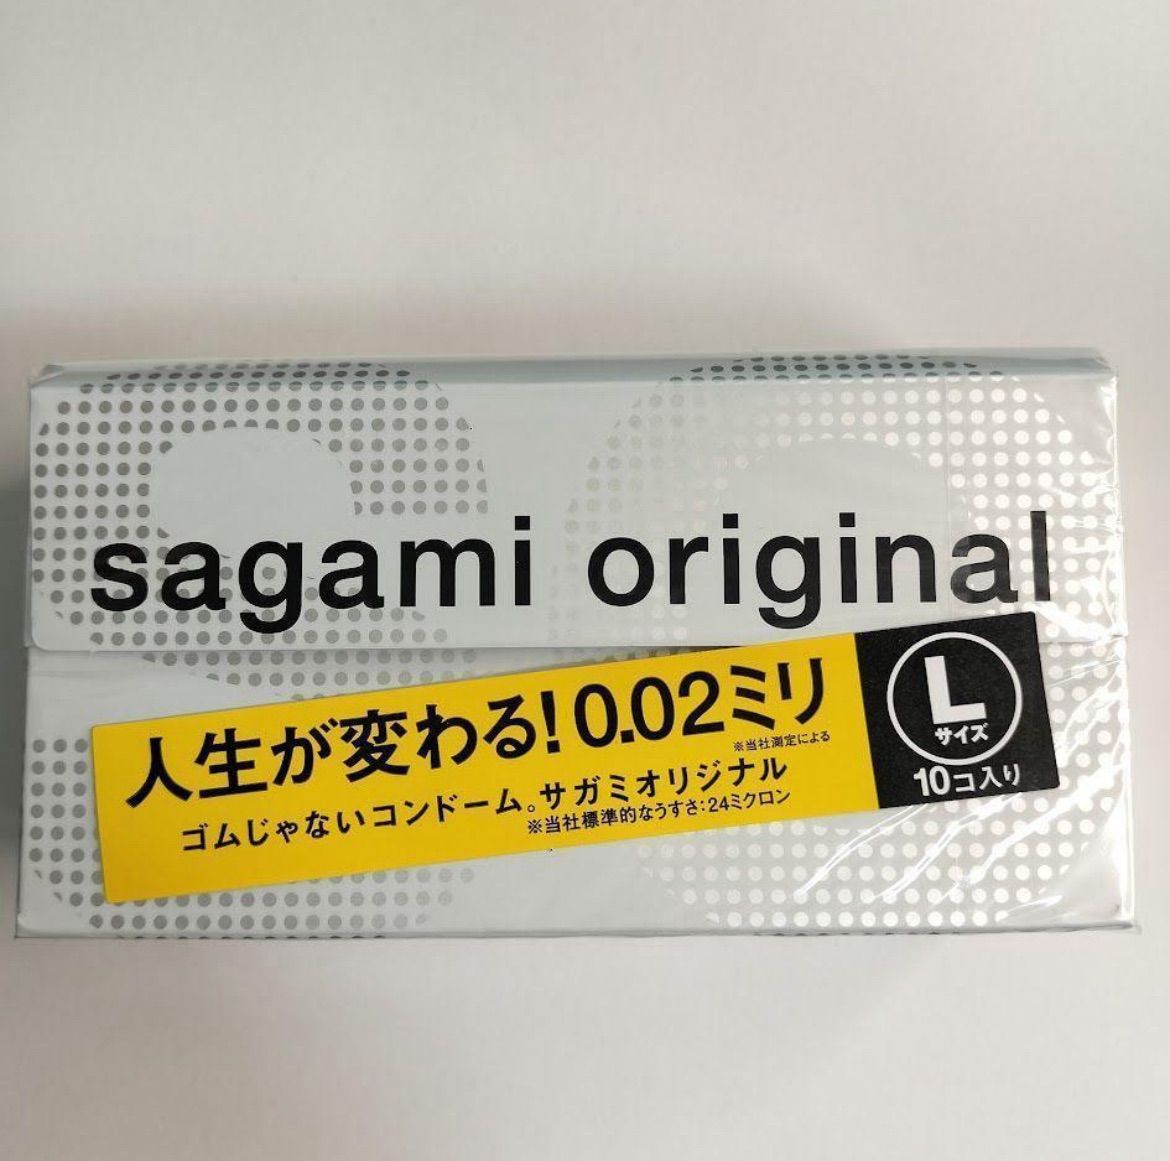 sagami original
人生が変わる!0.02ミリ
※当社測定による
ゴムじゃないコンドーム。サガミオリジナル
※当社標準的なうすさ:24ミクロン
L
サイズ
10コ入り